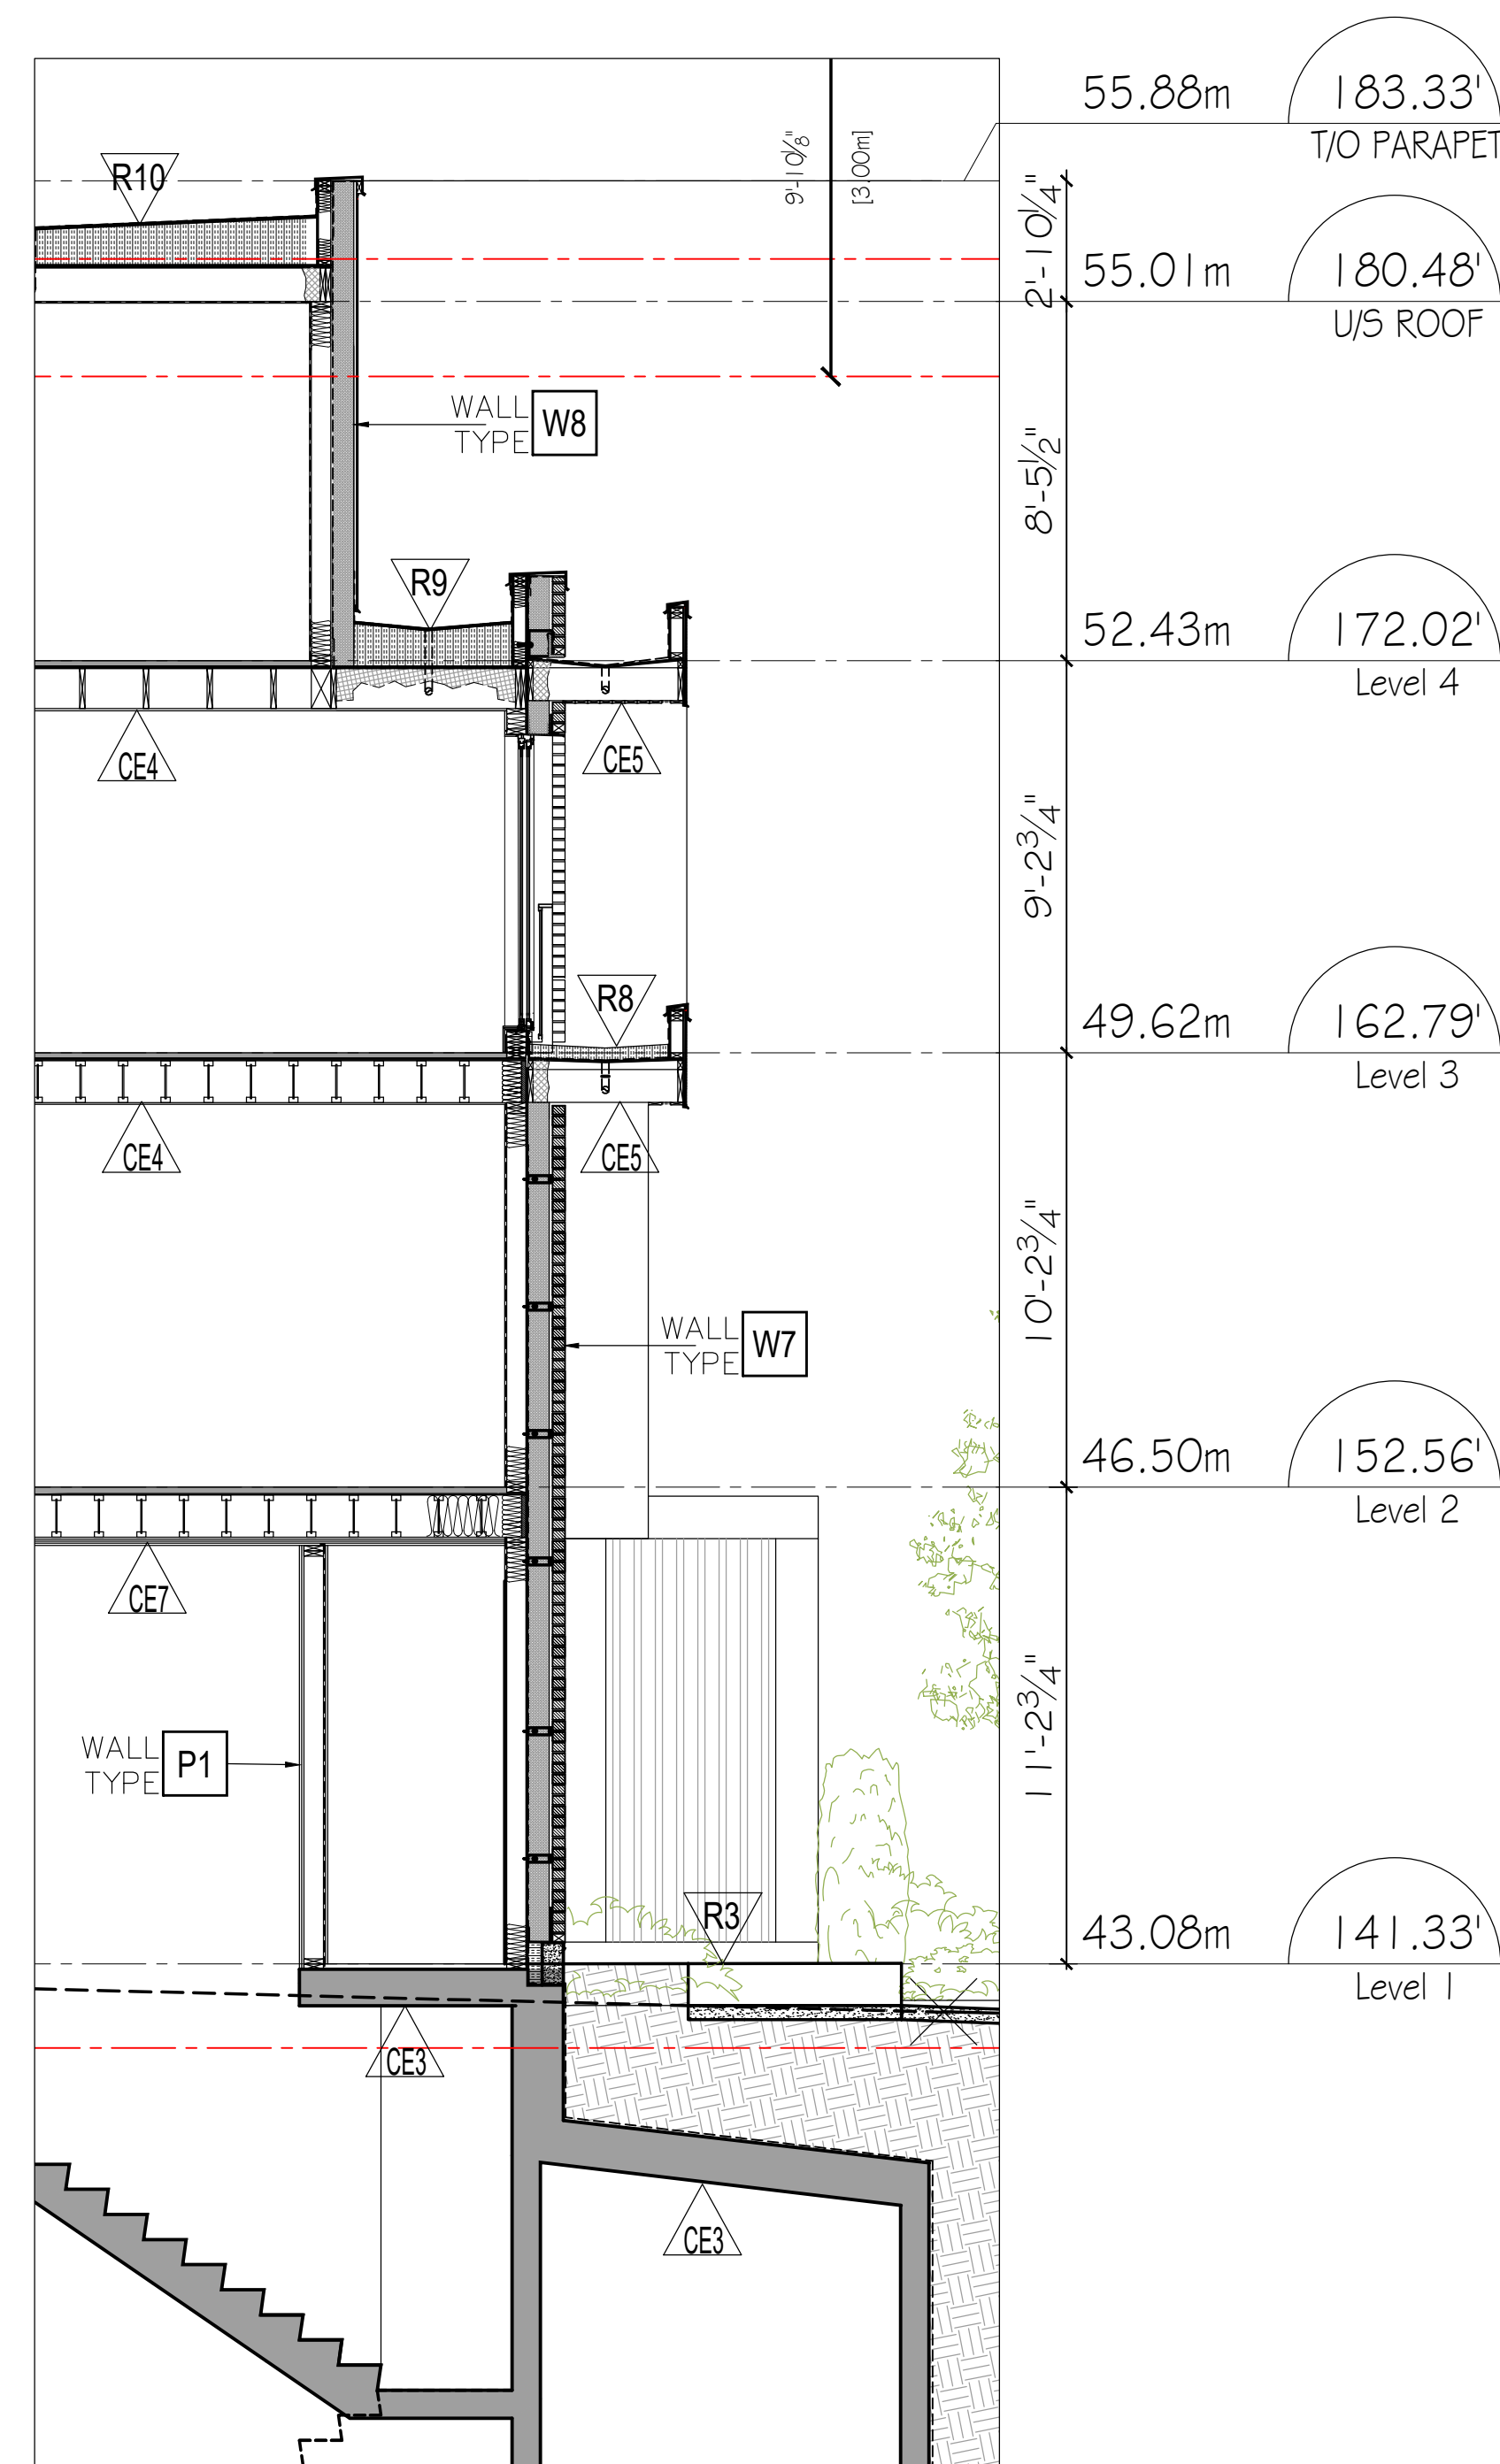 55.88m 183.33'
T/O PARAPET
9'-10⅛"
[3.00m]
R10
2'-10¼"
55.01m 180.48'
U/S ROOF
WALL
TYPE W8
8'-5½"
R9
52.43m 172.02'
Level 4
CE4
CE5
9'-2¾"
R8
49.62m 162.79'
Level 3
CE4
CE5
10'-2¾"
WALL
TYPE W7
46.50m 152.56'
Level 2
CE7
11'-2¾"
WALL
TYPE P1
R3
43.08m 141.33'
Level 1
CE3
CE3